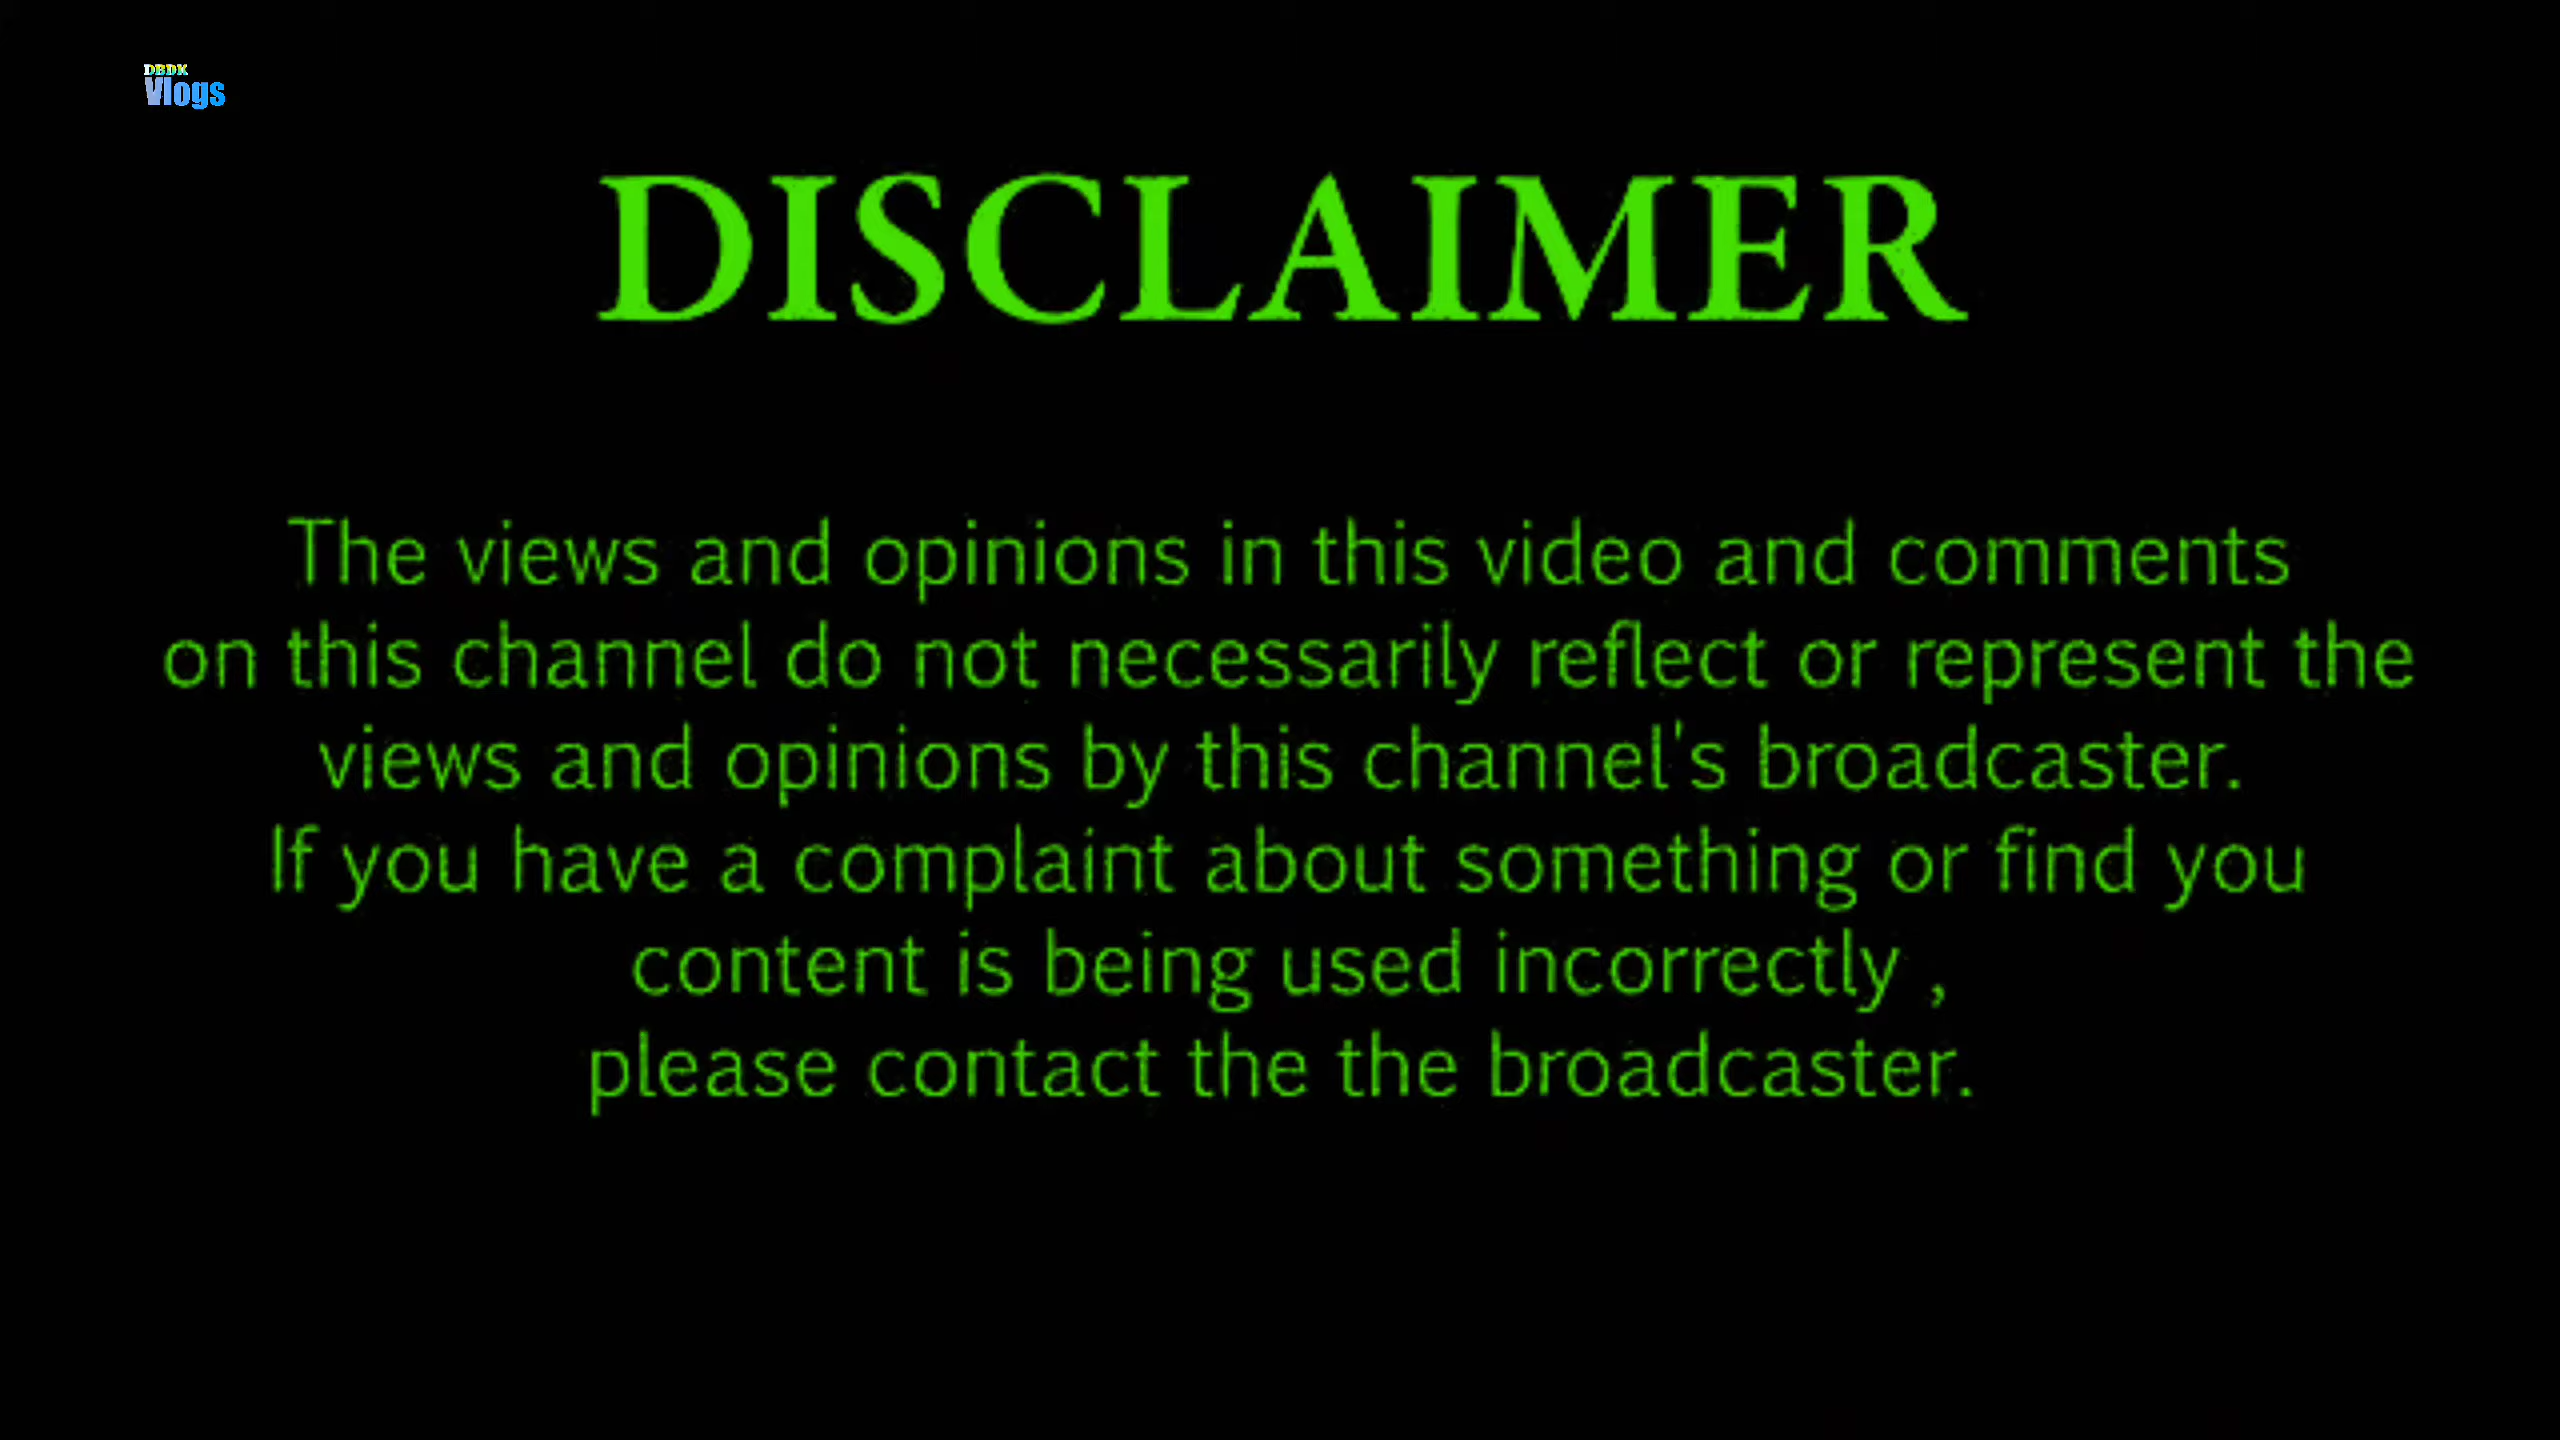 DBDK
Vlogs
DISCLAIMER
The views and opinions in this video and comments
on this channel do not necessarily reflect or represent the
views and opinions by this channel's broadcaster.
If you have a complaint about something or find you
content is being used incorrectly ,
please contact the the broadcaster.